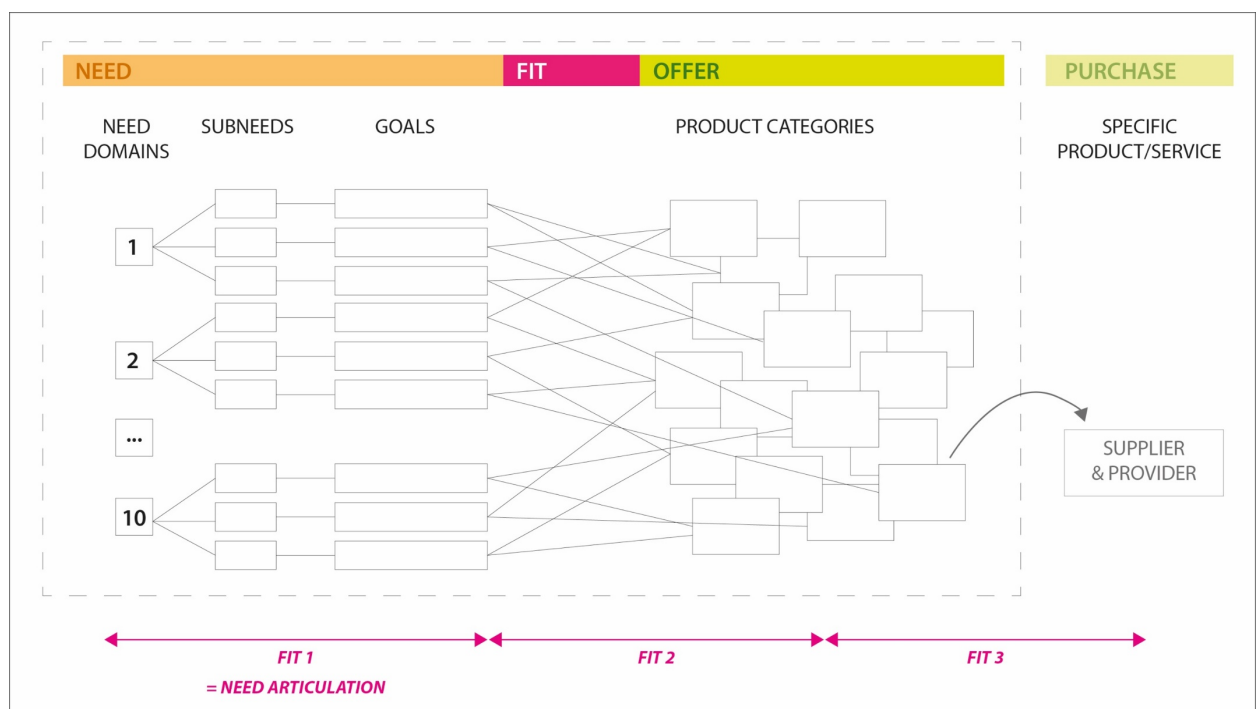 NEED
FIT
OFFER
PURCHASE
NEED
DOMAINS
SUBNEEDS
GOALS
PRODUCT CATEGORIES
SPECIFIC
PRODUCT/SERVICE
1
2
...
10
SUPPLIER
& PROVIDER
FIT 1
= NEED ARTICULATION
FIT 2
FIT 3